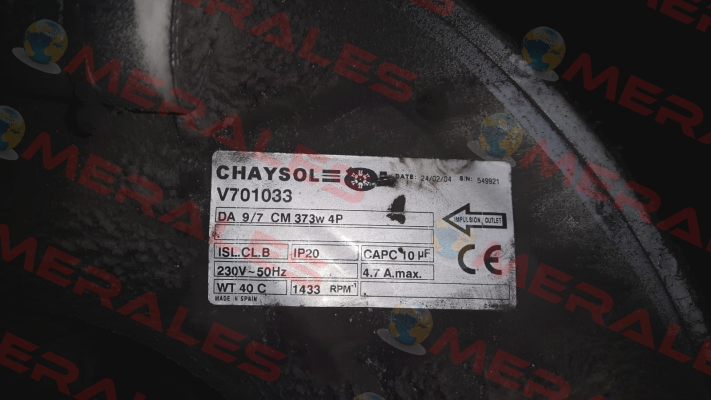 MERALES
MERALES
MERALES
CHAYSOL DATE: 24/02/04 S/N: 549921
V701033
DA 9/7 CM 373w 4P
IMPULSION / OUTLET
ISL.CL.B IP20 CAPC 10 µF
230V~50Hz 4.7 A.max.
WT 40 C 1433 RPM⁻¹
MADE IN SPAIN
CE
MERALES
MERALES
MERALES